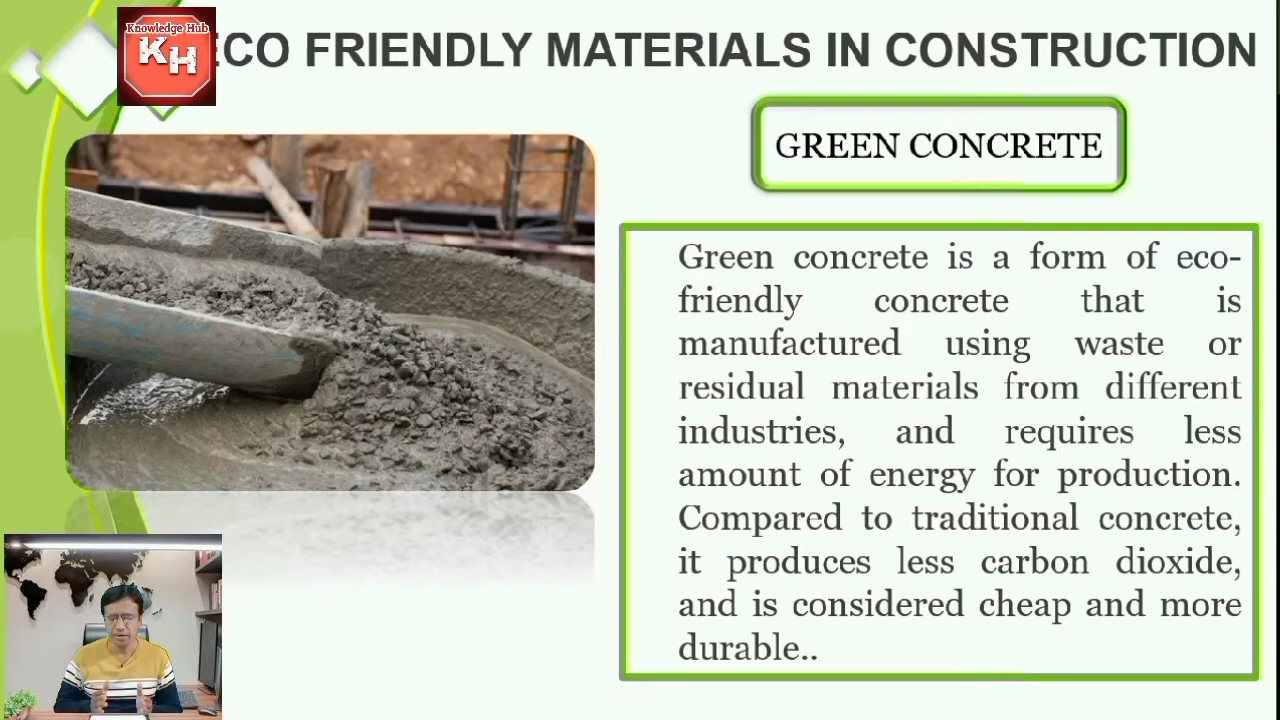 Knowledge Hub
KH
ECO FRIENDLY MATERIALS IN CONSTRUCTION
GREEN CONCRETE
Green concrete is a form of eco-
friendly concrete that is
manufactured using waste or
residual materials from different
industries, and requires less
amount of energy for production.
Compared to traditional concrete,
it produces less carbon dioxide,
and is considered cheap and more
durable..